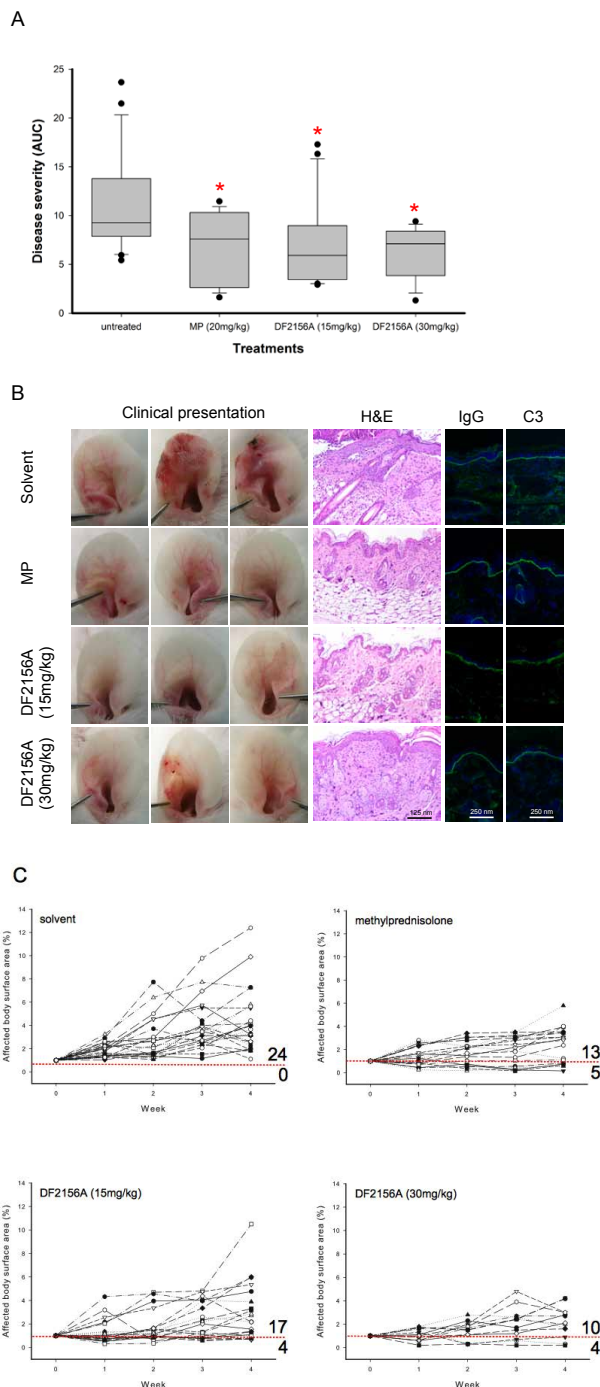 A
25
20
15
10
5
0
Disease severity (AUC)
*
*
*
untreated
MP (20mg/kg)
DF2156A (15mg/kg)
DF2156A (30mg/kg)
Treatments
B
Clinical presentation
H&E
IgG
C3
Solvent
MP
DF2156A
(15mg/kg)
DF2156A
(30mg/kg)
125 nm
250 nm
250 nm
C
solvent
Affected body surface area (%)
14
12
10
8
6
4
2
0
24
0
0
1
2
3
4
Week
methylprednisolone
Affected body surface area (%)
14
12
10
8
6
4
2
0
13
5
0
1
2
3
4
Week
DF2156A (15mg/kg)
Affected body surface area (%)
14
12
10
8
6
4
2
0
17
4
0
1
2
3
4
Week
DF2156A (30mg/kg)
Affected body surface area (%)
14
12
10
8
6
4
2
0
10
4
0
1
2
3
4
Week